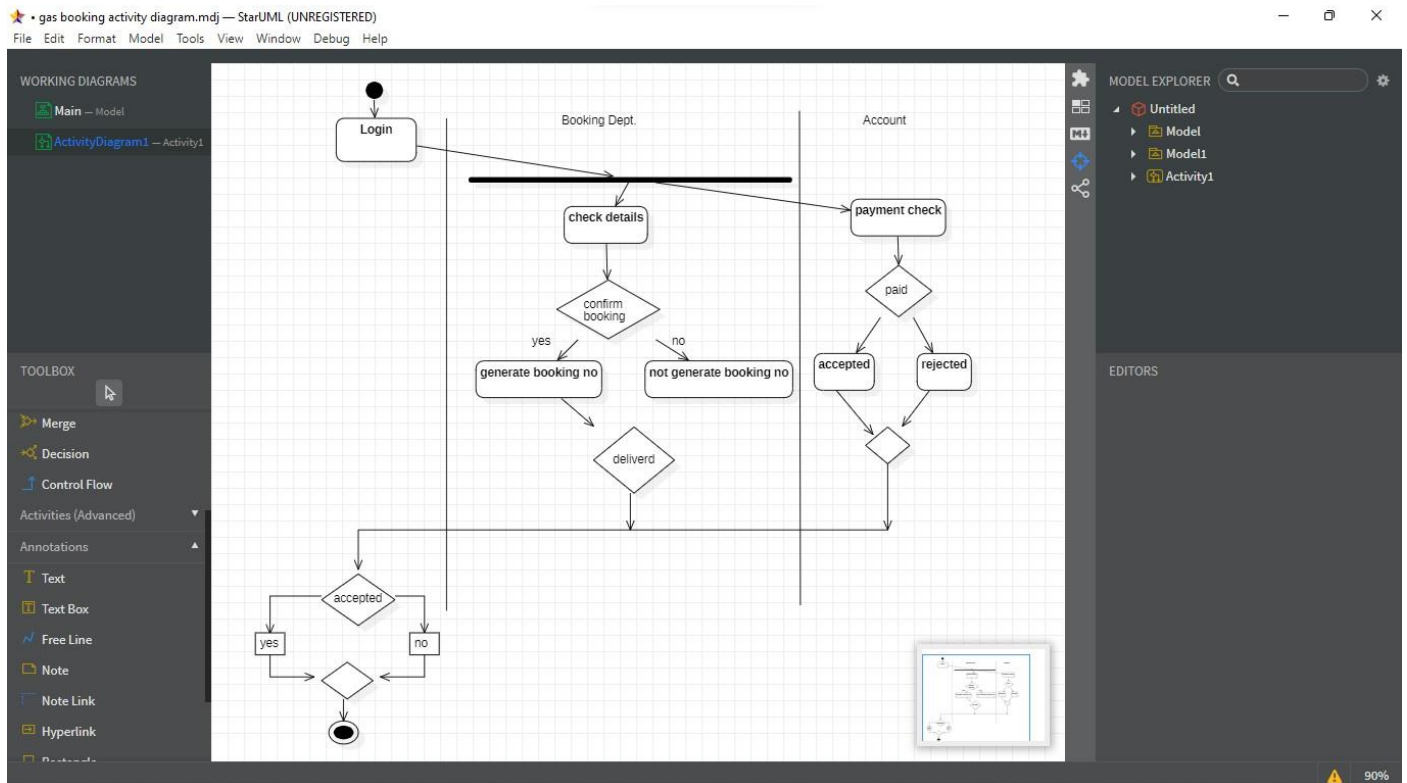 • gas booking activity diagram.mdj — StarUML (UNREGISTERED)
File Edit Format Model Tools View Window Debug Help
WORKING DIAGRAMS
Main — Model
ActivityDiagram1 — Activity1
TOOLBOX
Merge
Decision
Control Flow
Activities (Advanced)
Annotations
Text
Text Box
Free Line
Note
Note Link
Hyperlink
Login
Booking Dept.
Account
check details
payment check
confirm
booking
paid
yes
no
generate booking no
not generate booking no
accepted
rejected
deliverd
accepted
yes
no
MODEL EXPLORER
Untitled
Model
Model1
Activity1
EDITORS
90%